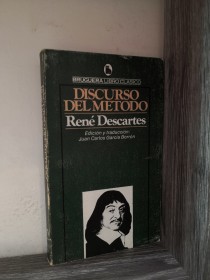 BRUGUERA LIBRO CLASICO
DISCURSO
DEL METODO
René Descartes
Edición y traducción
Juan Carlos García Borrón